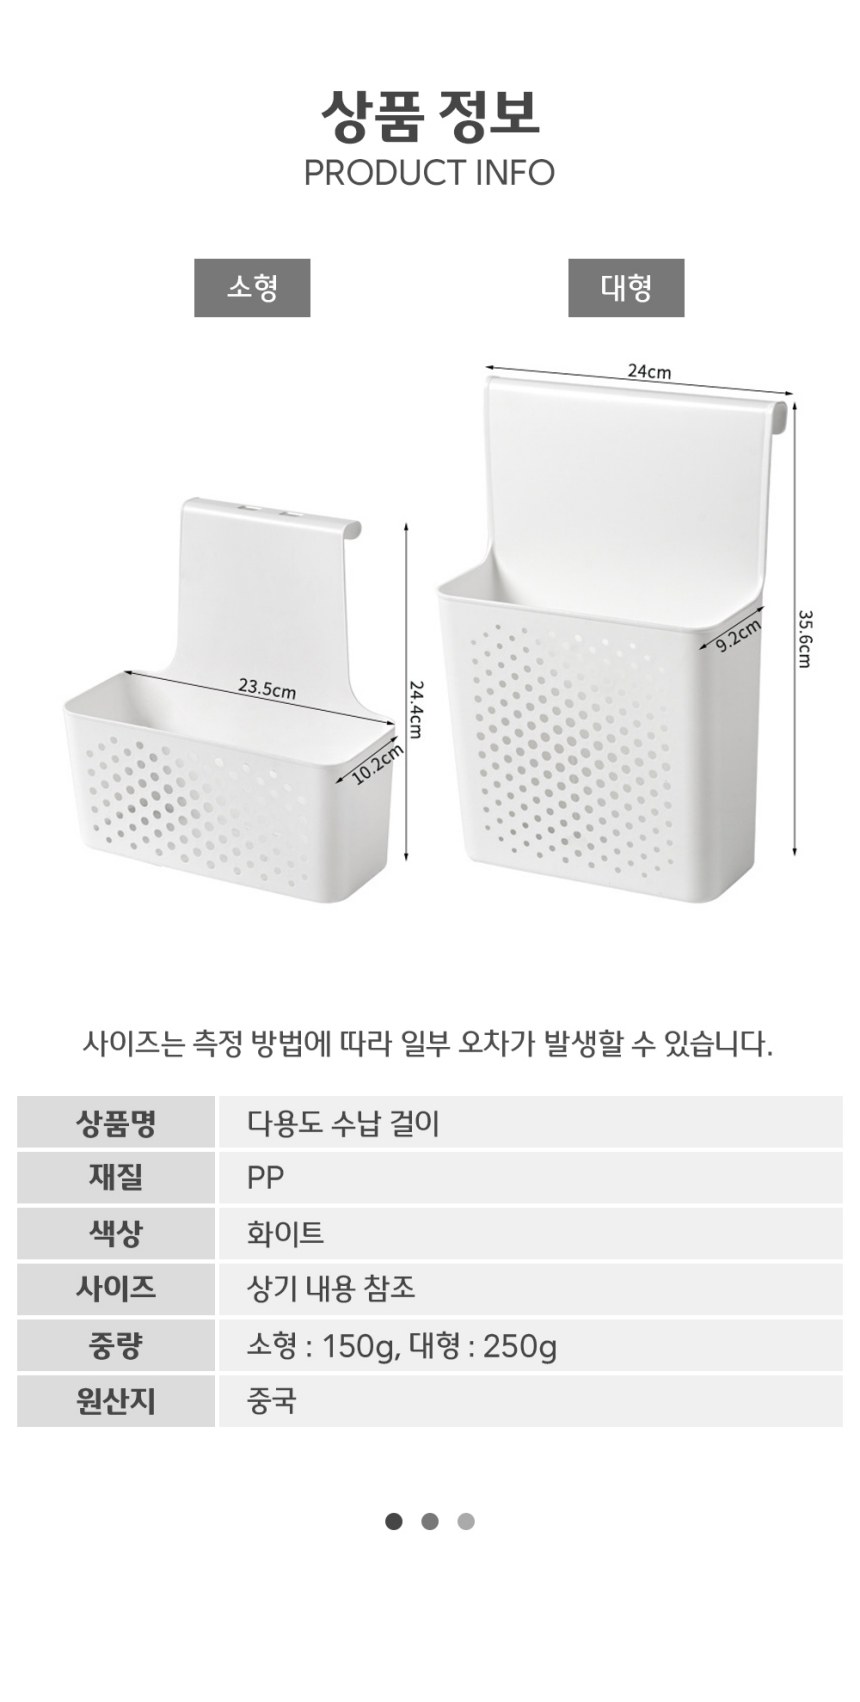 상품 정보
PRODUCT INFO
소형
대형
24cm
35.6cm
9.2cm
23.5cm
24.4cm
10.2cm
사이즈는 측정 방법에 따라 일부 오차가 발생할 수 있습니다.
상품명 다용도 수납 걸이
재질 PP
색상 화이트
사이즈 상기 내용 참조
중량 소형 : 150g, 대형 : 250g
원산지 중국